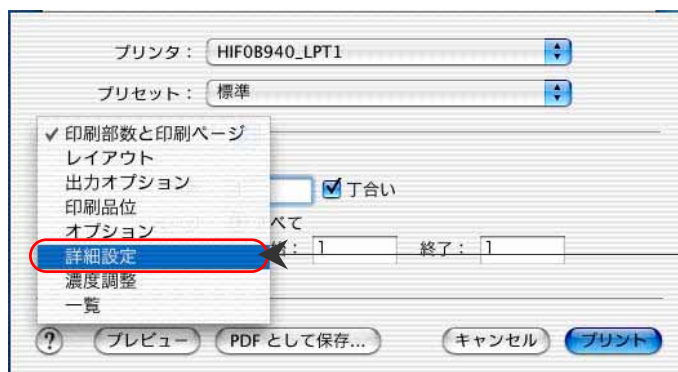 プリンタ： HIF0B940_LPT1
プリセット： 標準
✓ 印刷部数と印刷ページ
レイアウト
出力オプション
印刷品位
オプション
詳細設定
濃度調整
一覧
丁合い
べて
： 1 終了： 1
? プレビュー PDF として保存... キャンセル プリント